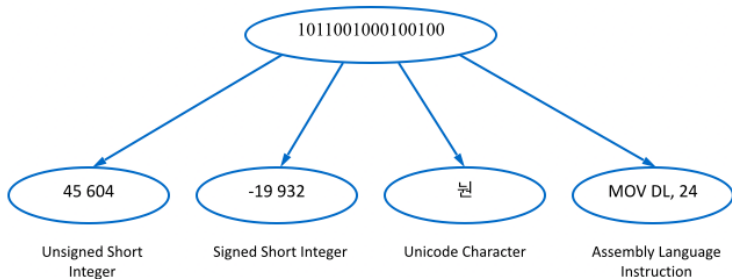 1011001000100100
45 604
-19 932
눤
MOV DL, 24
Unsigned Short
Integer
Signed Short Integer
Unicode Character
Assembly Language
Instruction